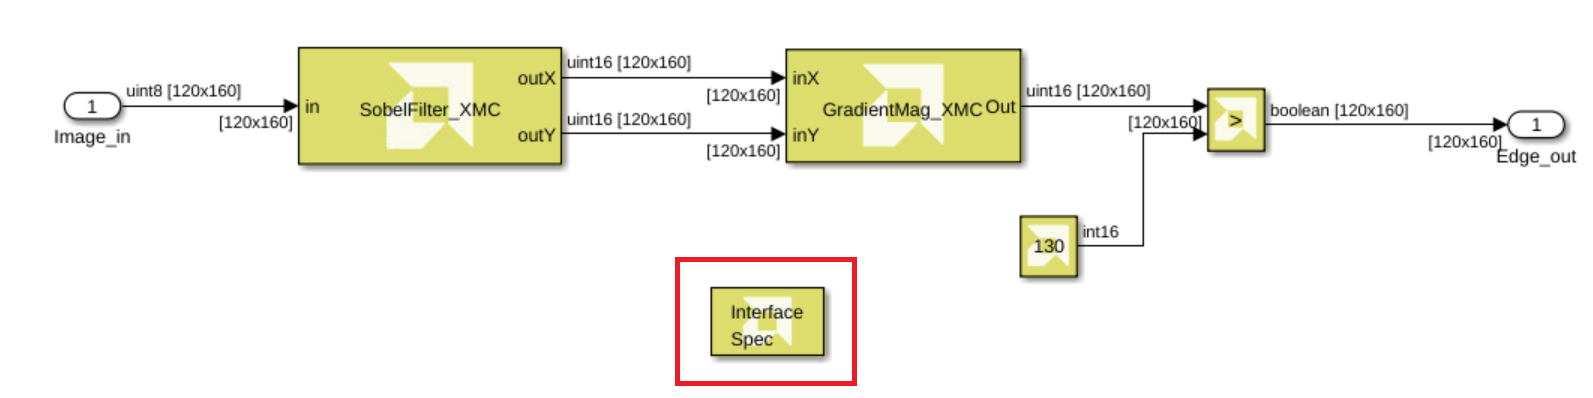 1
Image_in
uint8 [120x160]
[120x160]
in
SobelFilter_XMC
outX
outY
uint16 [120x160]
[120x160]
uint16 [120x160]
[120x160]
inX
inY
GradientMag_XMC
Out
uint16 [120x160]
[120x160]
>
boolean [120x160]
[120x160]
1
Edge_out
130
int16
Interface
Spec